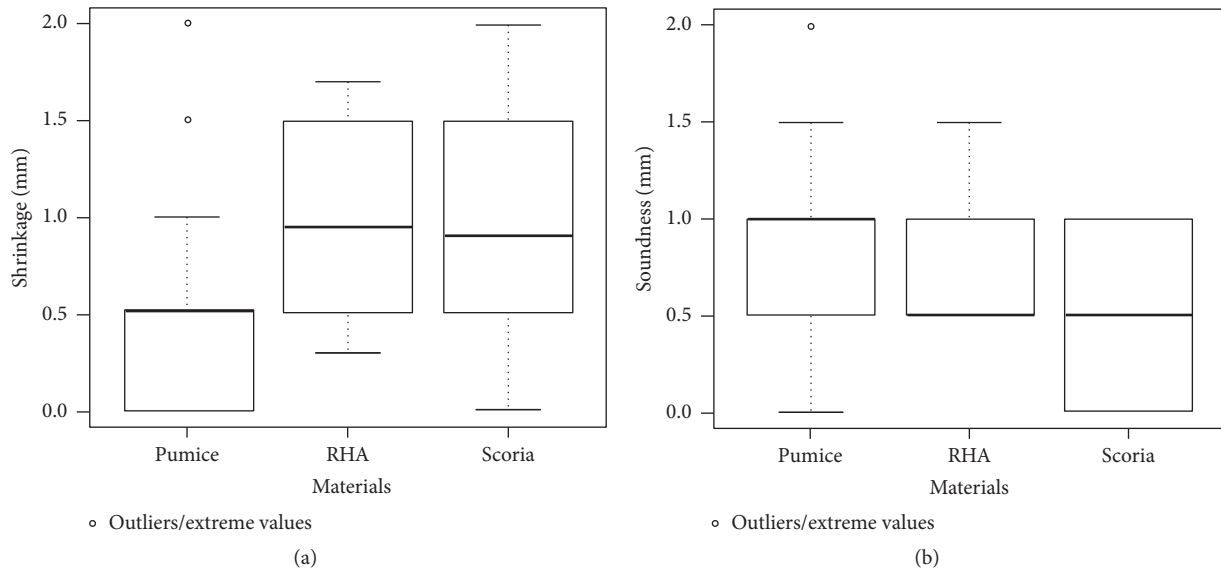 2.0
1.5
1.0
0.5
0.0
Shrinkage (mm)
Pumice RHA Scoria
Materials
Outliers/extreme values
(a)
2.0
1.5
1.0
0.5
0.0
Soundness (mm)
Pumice RHA Scoria
Materials
Outliers/extreme values
(b)